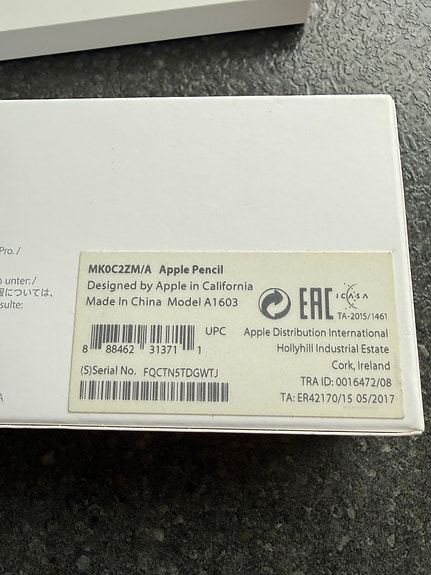 Pro./
n unter:/
報については、
sulte:
A
MK0C2ZM/A Apple Pencil
Designed by Apple in California
Made In China Model A1603
EAC
ICASA
TA-2015/1461
8 88462 31371 1
UPC
(S)Serial No. FQCTN5TDGWTJ
Apple Distribution International
Hollyhill Industrial Estate
Cork, Ireland
TRA ID: 0016472/08
TA: ER42170/15 05/2017